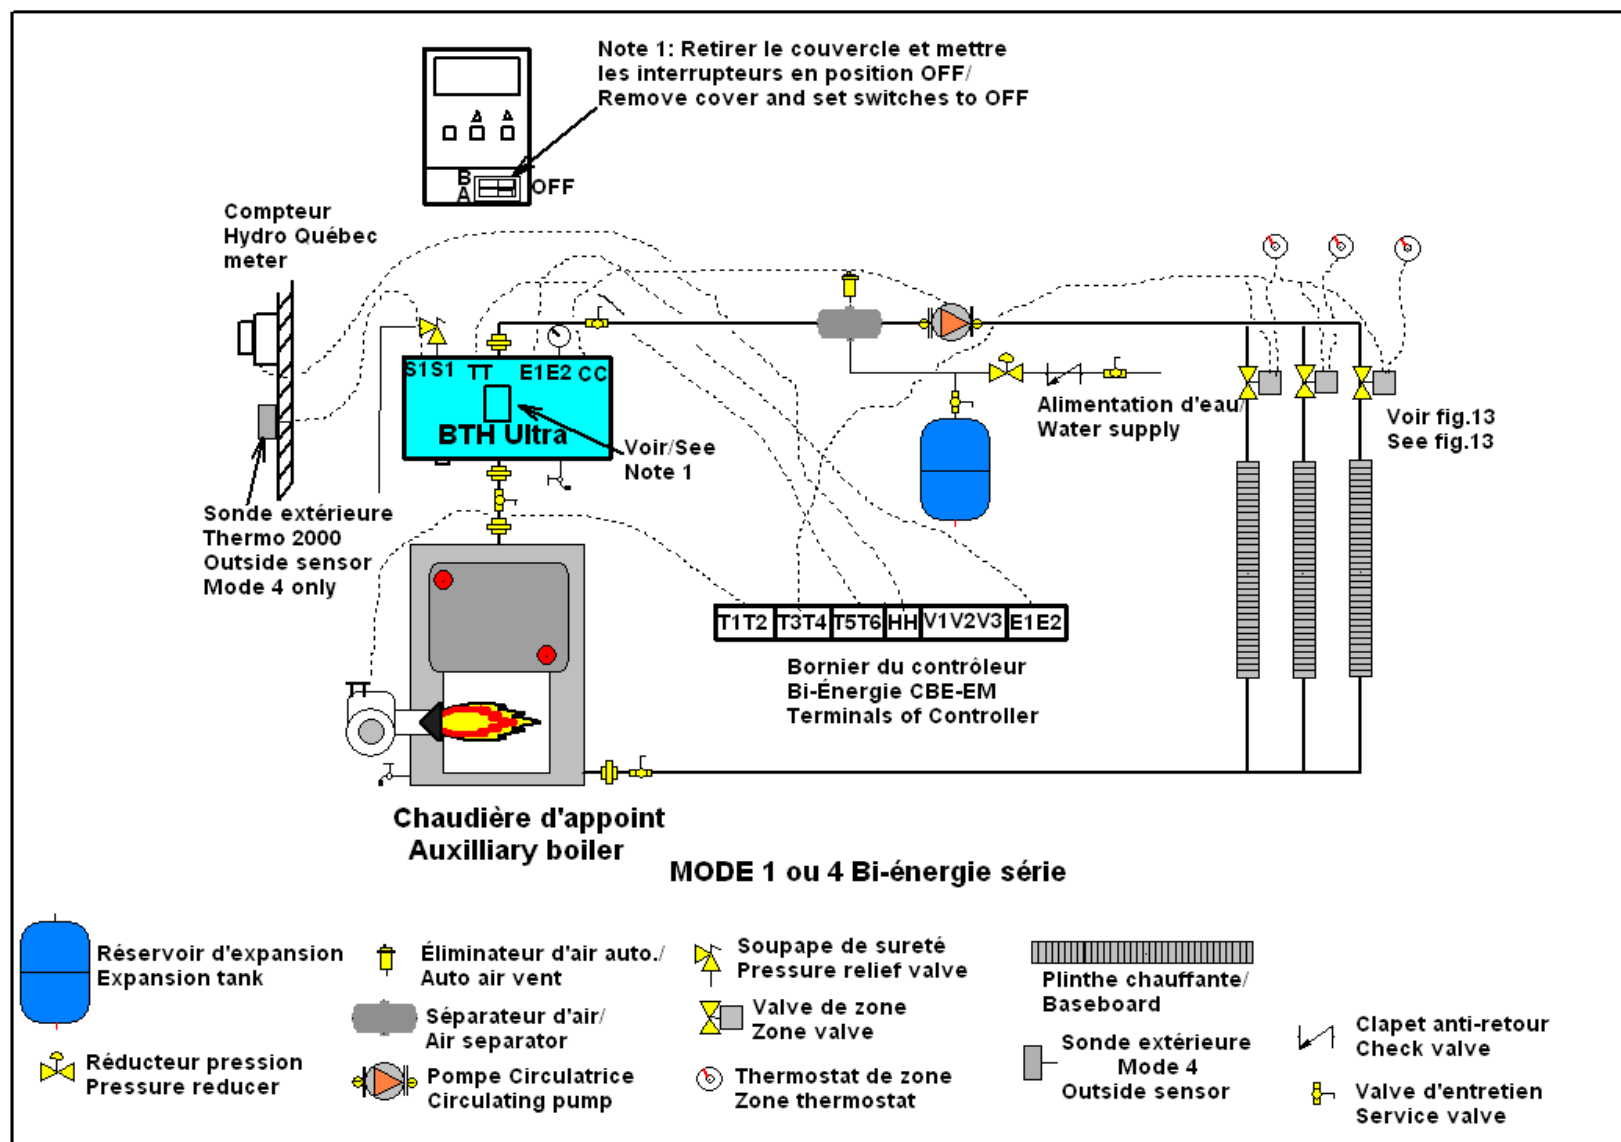 Note 1: Retirer le couvercle et mettre
les interrupteurs en position OFF/
Remove cover and set switches to OFF
B
A
OFF
Compteur
Hydro Québec
meter
S1S1
TT
E1E2
CC
BTH Ultra
Voir/See
Note 1
Alimentation d'eau/
Water supply
Voir fig.13
See fig.13
Sonde extérieure
Thermo 2000
Outside sensor
Mode 4 only
T1T2
T3T4
T5T6
HH
V1V2V3
E1E2
Bornier du contrôleur
Bi-Énergie CBE-EM
Terminals of Controller
TT
Chaudière d'appoint
Auxilliary boiler
MODE 1 ou 4 Bi-énergie série
Réservoir d'expansion
Expansion tank
Réducteur pression
Pressure reducer
Éliminateur d'air auto./
Auto air vent
Séparateur d'air/
Air separator
Pompe Circulatrice
Circulating pump
Soupape de sureté
Pressure relief valve
Valve de zone
Zone valve
Thermostat de zone
Zone thermostat
Plinthe chauffante/
Baseboard
Sonde extérieure
Mode 4
Outside sensor
Clapet anti-retour
Check valve
Valve d'entretien
Service valve